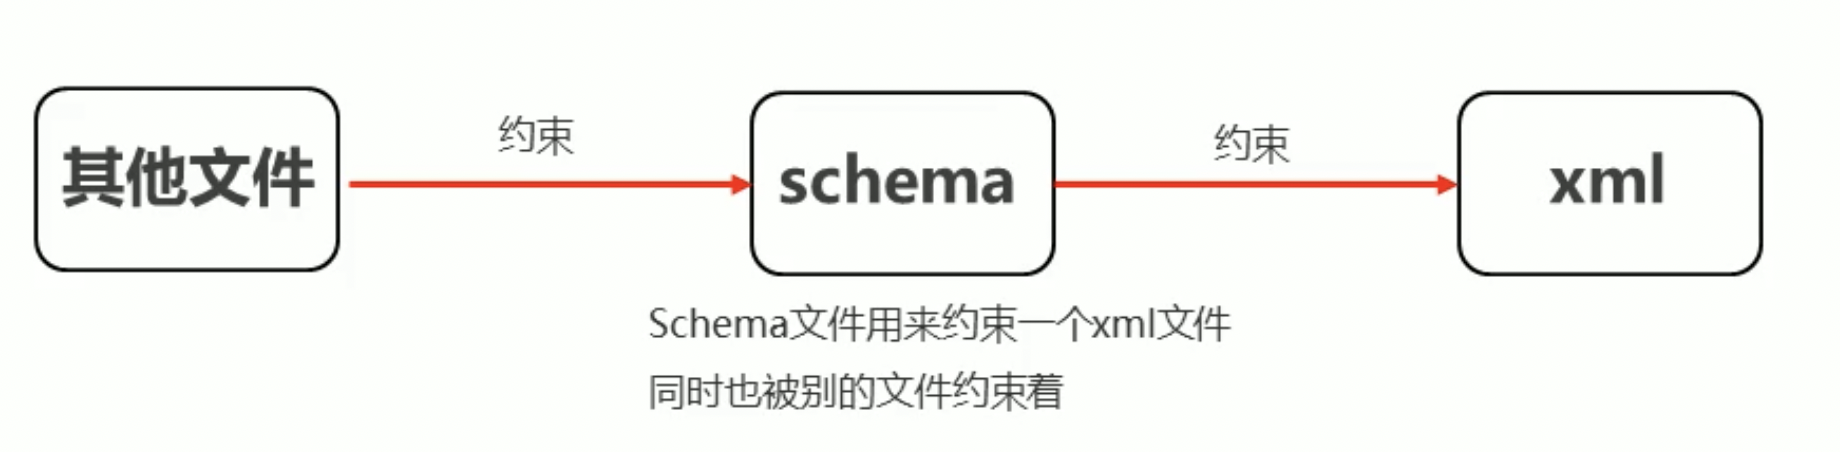 其他文件
约束
schema
约束
xml
Schema文件用来约束一个xml文件
同时也被别的文件约束着